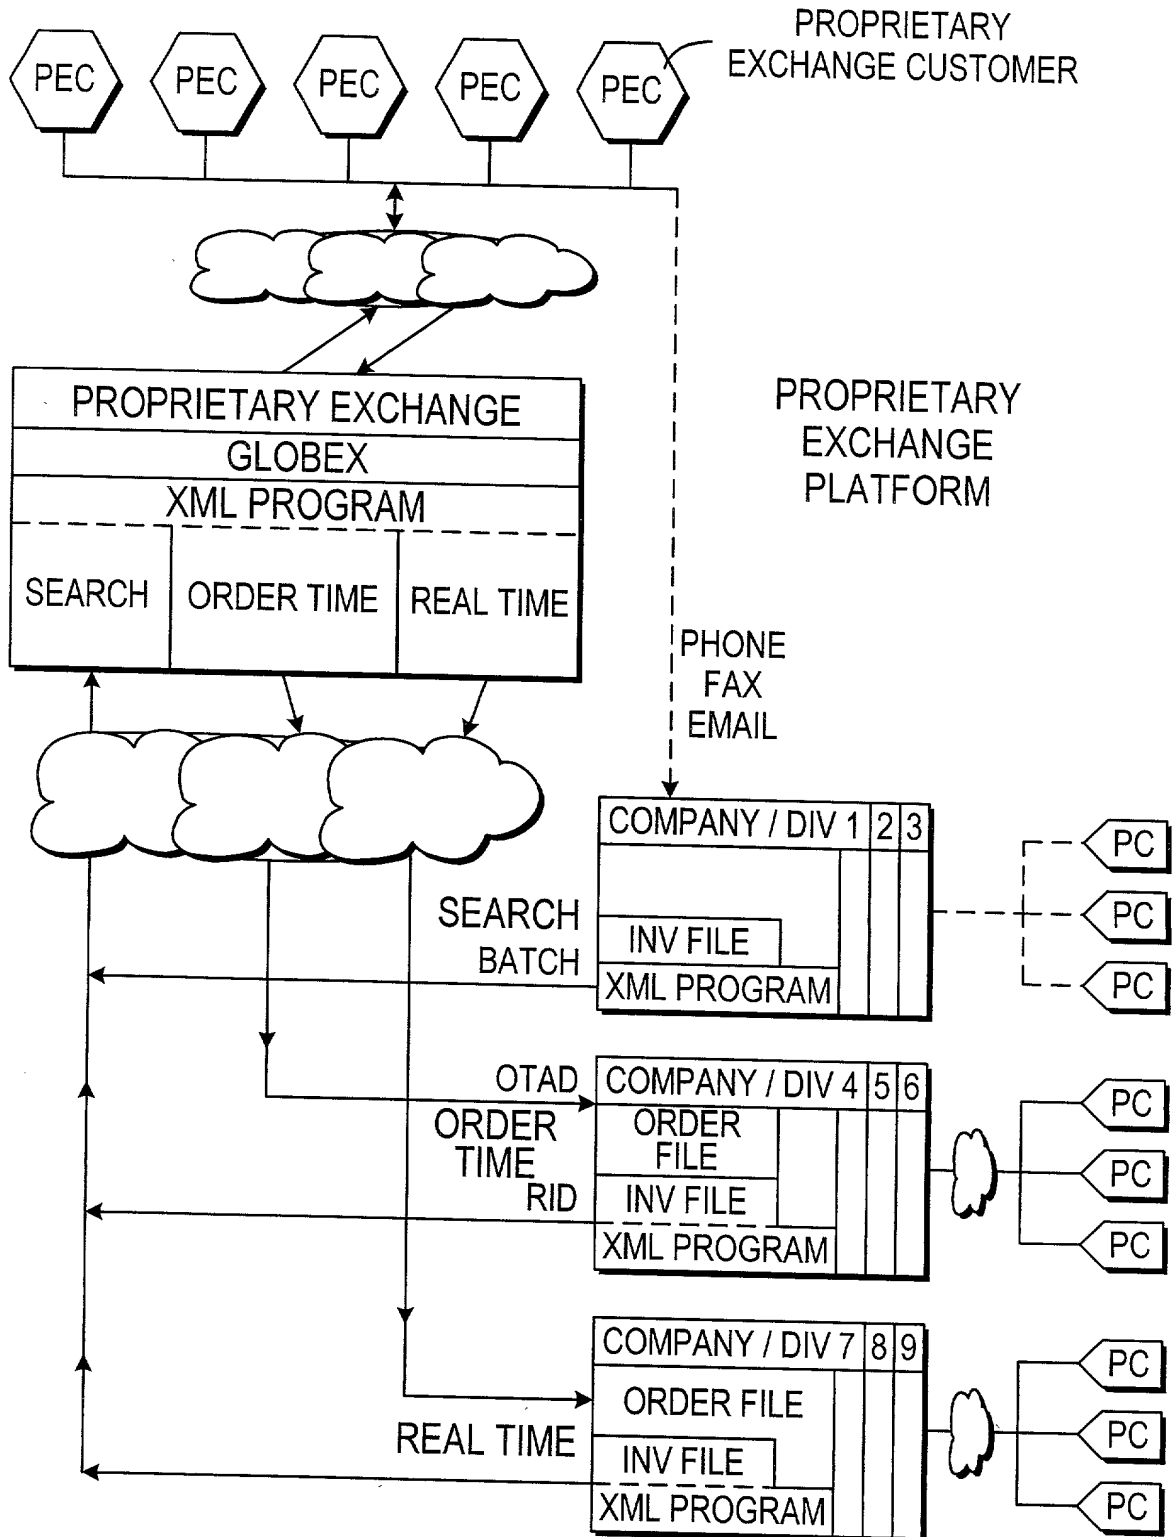 PROPRIETARY
EXCHANGE CUSTOMER
PEC
PEC
PEC
PEC
PEC
PROPRIETARY EXCHANGE
GLOBEX
XML PROGRAM
SEARCH
ORDER TIME
REAL TIME
PROPRIETARY
EXCHANGE
PLATFORM
PHONE
FAX
EMAIL
COMPANY / DIV 1 2 3
INV FILE
XML PROGRAM
SEARCH
BATCH
PC
PC
PC
OTAD
ORDER
TIME
RID
COMPANY / DIV 4 5 6
ORDER
FILE
INV FILE
XML PROGRAM
PC
PC
PC
COMPANY / DIV 7 8 9
ORDER FILE
INV FILE
XML PROGRAM
REAL TIME
PC
PC
PC